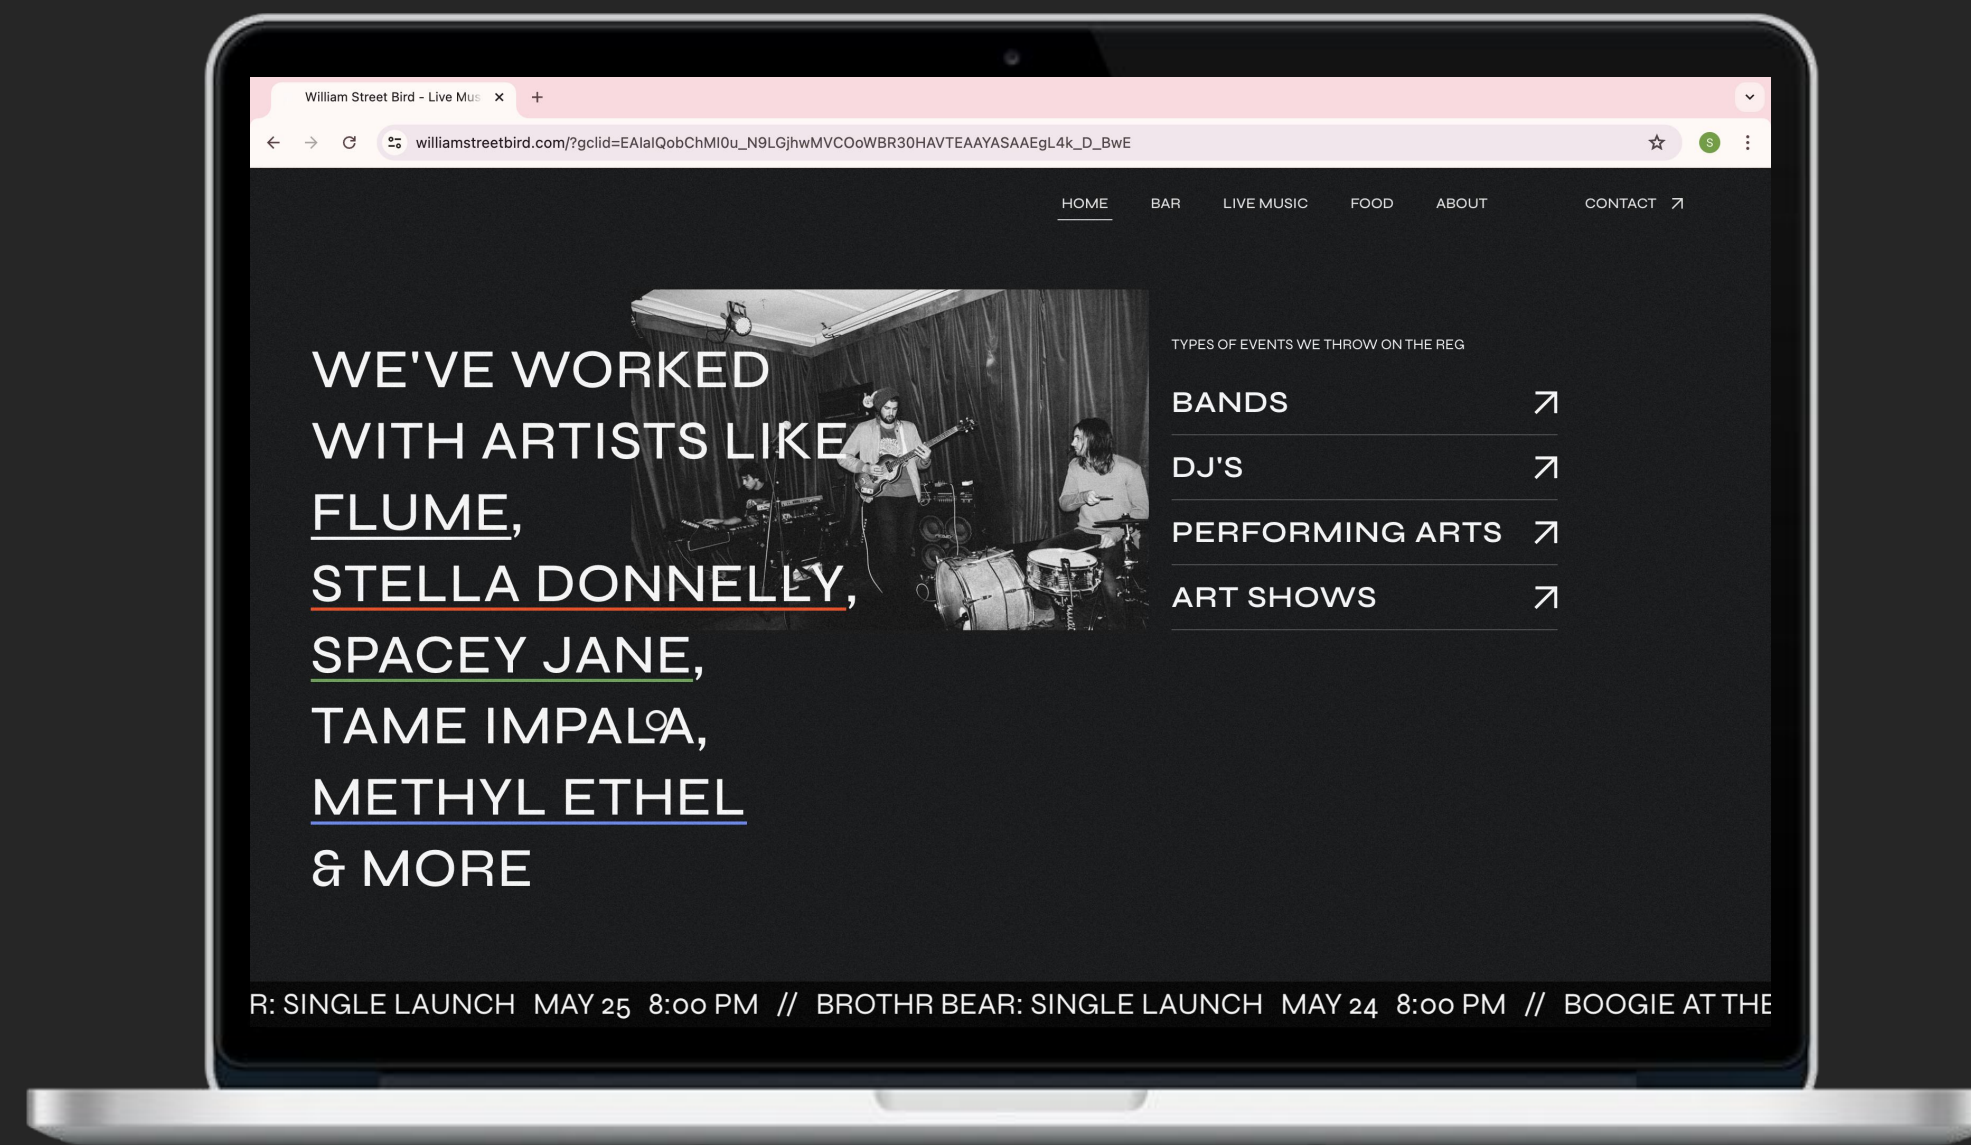 William Street Bird - Live Mus
williamstreetbird.com/?gclid=EAIaIQobChMI0u_N9LGjhwMVCOoWBR30HAVTEAAYASAAEgL4k_D_BwE
S
HOME BAR LIVE MUSIC FOOD ABOUT CONTACT
WE'VE WORKED
WITH ARTISTS LIKE
FLUME,
STELLA DONNELLY,
SPACEY JANE,
TAME IMPALA,
METHYL ETHEL
& MORE
TYPES OF EVENTS WE THROW ON THE REG
BANDS
DJ'S
PERFORMING ARTS
ART SHOWS
R: SINGLE LAUNCH MAY 25 8:00 PM // BROTHR BEAR: SINGLE LAUNCH MAY 24 8:00 PM // BOOGIE AT THE